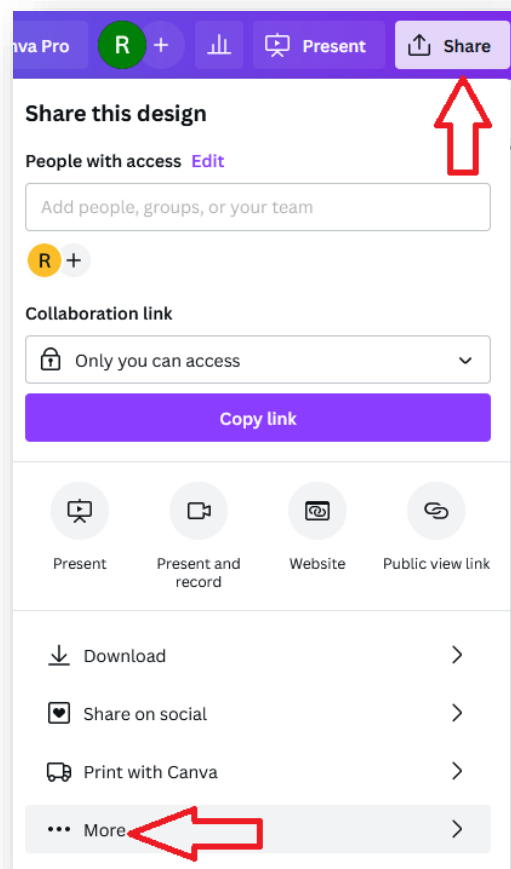 nva Pro R + Present Share
Share this design
People with access Edit
Add people, groups, or your team
R +
Collaboration link
Only you can access
Copy link
Present Present and record Website Public view link
Download
Share on social
Print with Canva
More